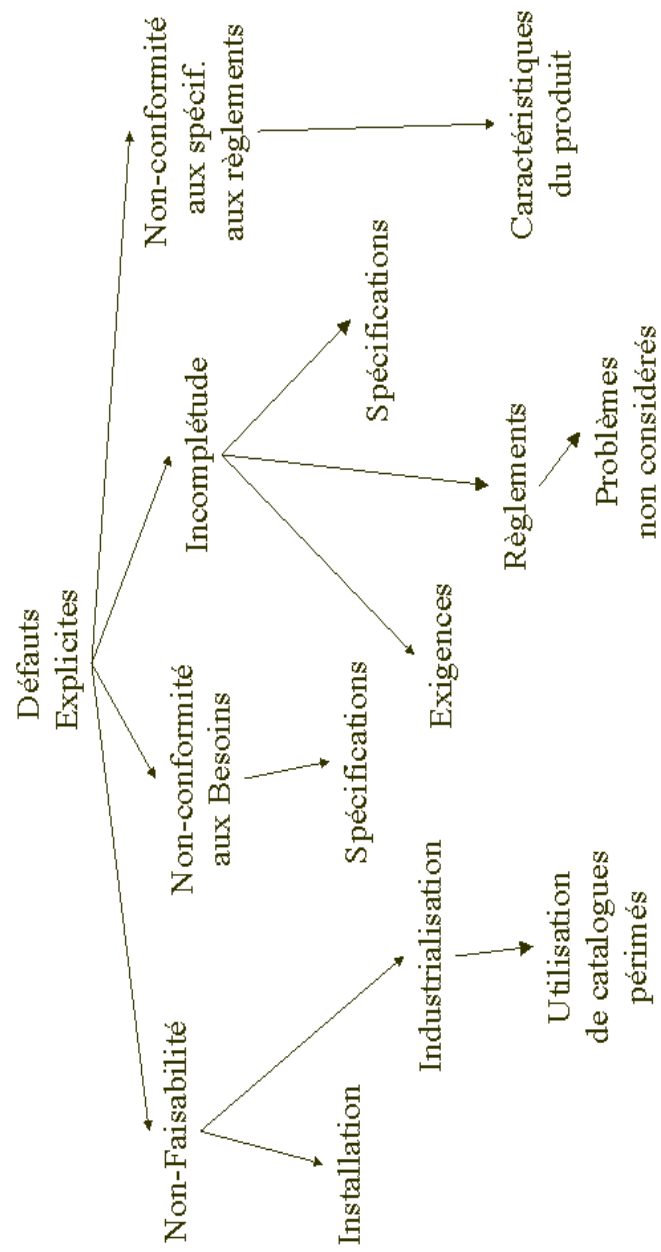 Défauts
Explicites
Non-Faisabilité
Non-conformité
aux Besoins
Incomplétude
Non-conformité
aux spécif.
aux règlements
Installation
Industrialisation
Spécifications
Exigences
Règlements
Spécifications
Caractéristiques
du produit
Utilisation
de catalogues
périmés
Problèmes
non considérés